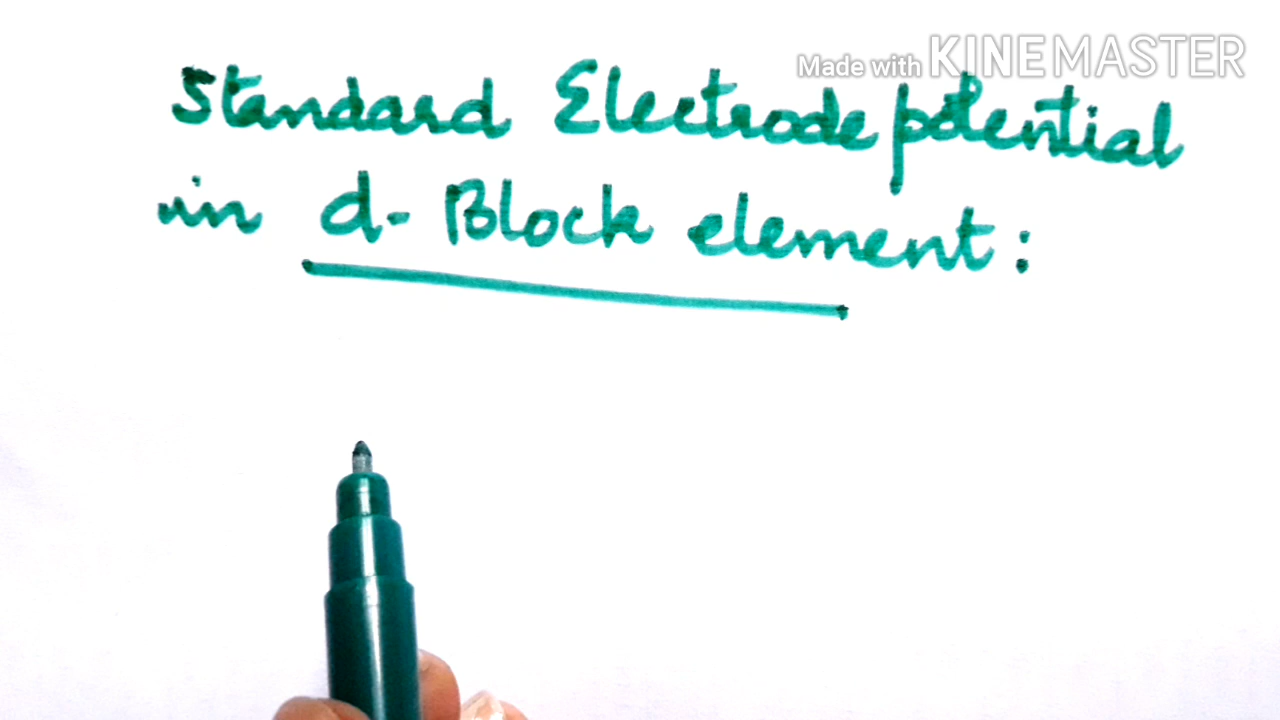 Made with KINEMASTER
Standard Electrode potential
in d-Block element: